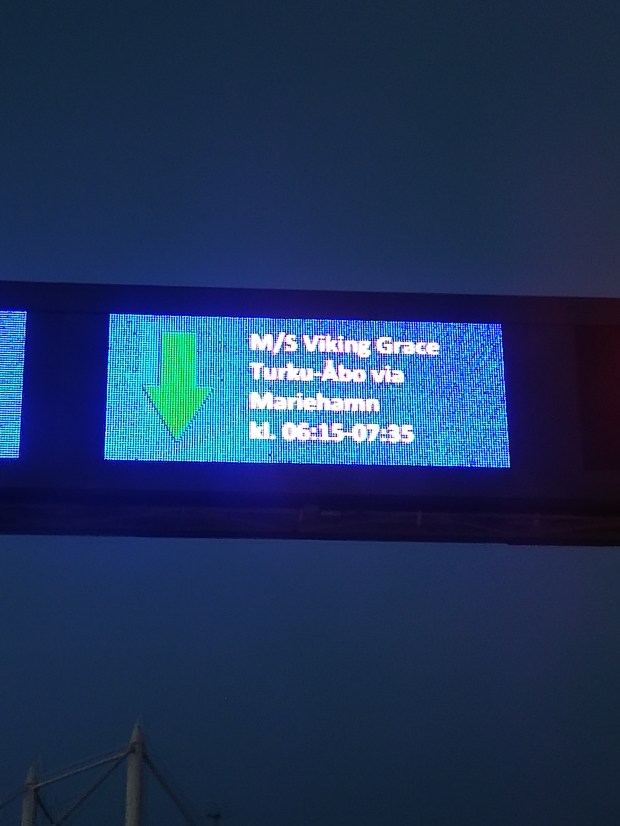 M/S Viking Grace
Turku-Åbo via
Mariehamn
kl. 06:15-07:35